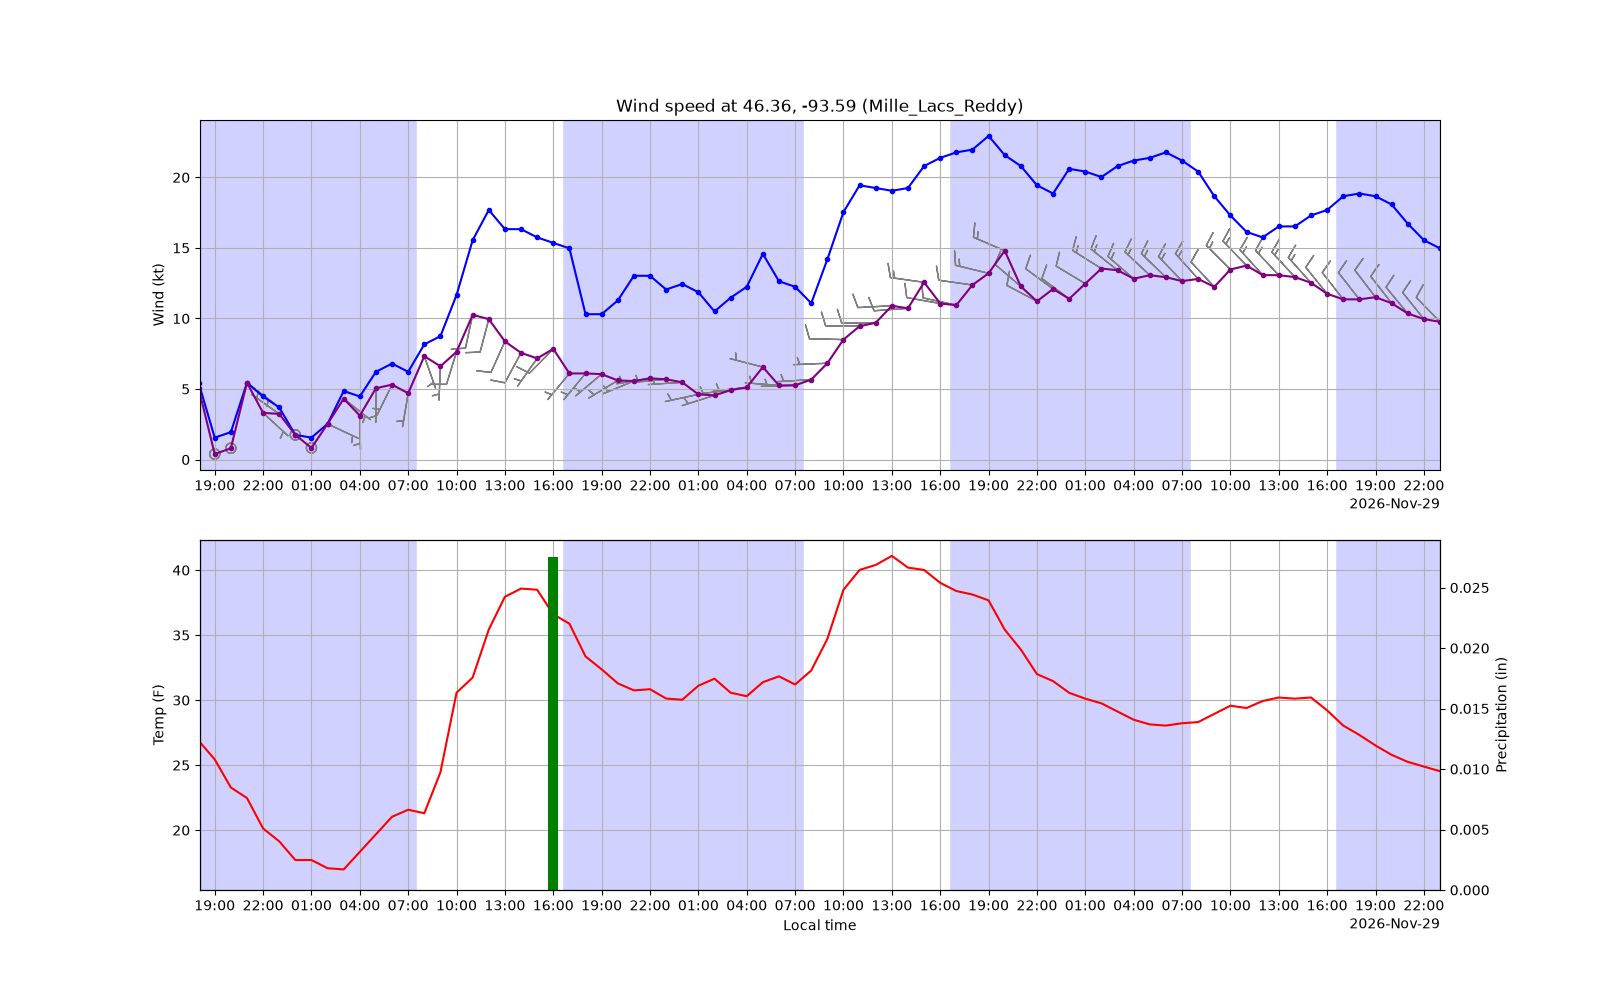 Wind speed at 46.36, -93.59 (Mille_Lacs_Reddy)
Wind (kt)
20
15
10
5
0
19:00 22:00 01:00 04:00 07:00 10:00 13:00 16:00 19:00 22:00 01:00 04:00 07:00 10:00 13:00 16:00 19:00 22:00 01:00 04:00 07:00 10:00 13:00 16:00 19:00 22:00
2026-Nov-29
Temp (F)
40
35
30
25
20
Precipitation (in)
0.025
0.020
0.015
0.010
0.005
0.000
19:00 22:00 01:00 04:00 07:00 10:00 13:00 16:00 19:00 22:00 01:00 04:00 07:00 10:00 13:00 16:00 19:00 22:00 01:00 04:00 07:00 10:00 13:00 16:00 19:00 22:00
Local time
2026-Nov-29